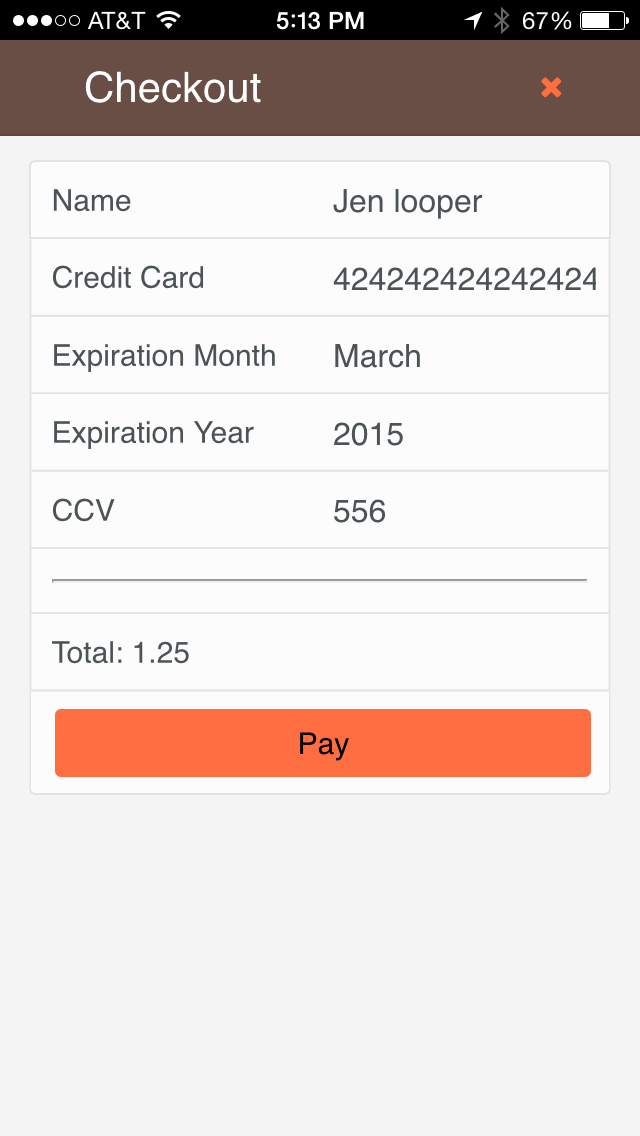 AT&T 5:13 PM 67%
Checkout
Name Jen looper
Credit Card 424242424242424
Expiration Month March
Expiration Year 2015
CCV 556
Total: 1.25
Pay